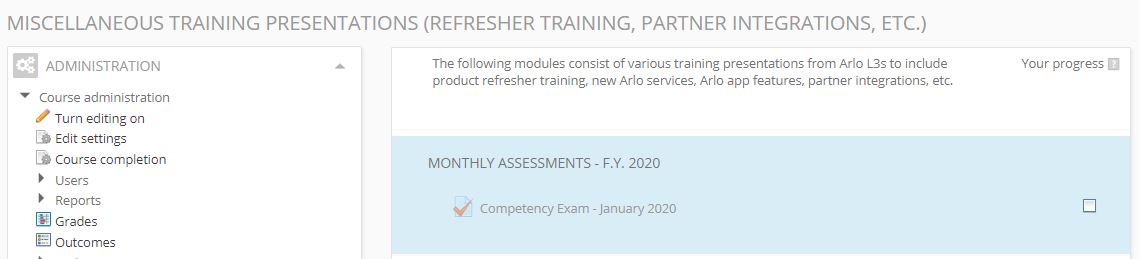 MISCELLANEOUS TRAINING PRESENTATIONS (REFRESHER TRAINING, PARTNER INTEGRATIONS, ETC.)
ADMINISTRATION
Course administration
Turn editing on
Edit settings
Course completion
Users
Reports
Grades
Outcomes
The following modules consist of various training presentations from Arlo L3s to include
product refresher training, new Arlo services, Arlo app features, partner integrations, etc.
Your progress ?
MONTHLY ASSESSMENTS - F.Y. 2020
Competency Exam - January 2020